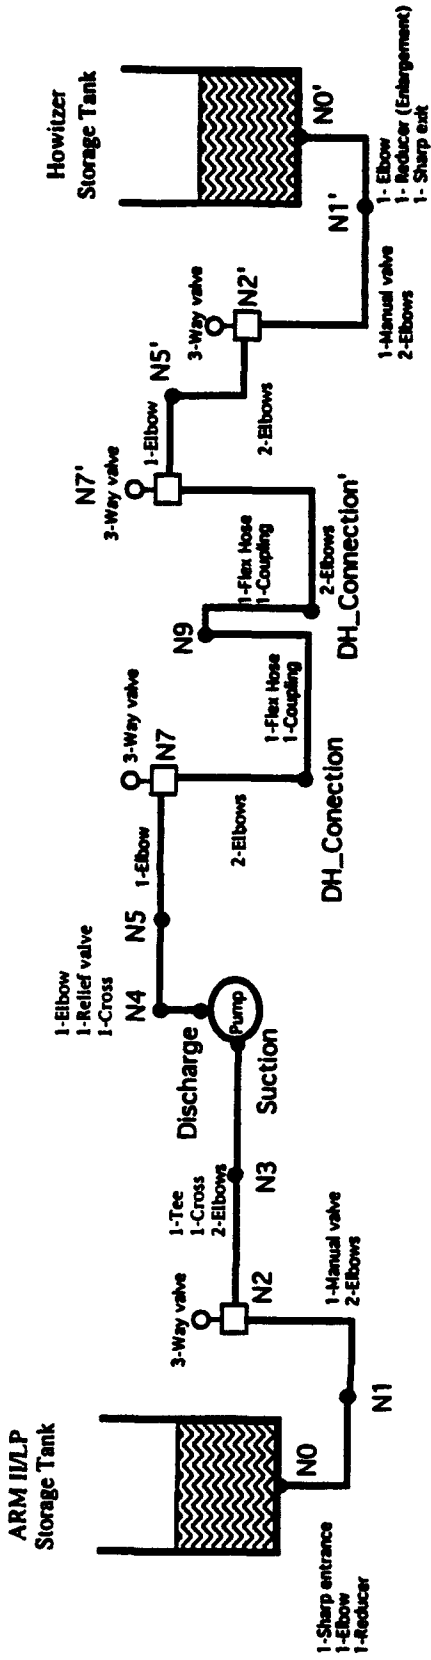 ARM II/LP
Storage Tank
1-Sharp entrance
1-Elbow
1-Reducer
N0
N1
3-Way valve
N2
1-Manual valve
2-Elbows
1-Tee
1-Cross
2-Elbows
N3
Suction
Pump
Discharge
1-Elbow
1-Relief valve
1-Cross
N4
N5
1-Elbow
3-Way valve
N7
2-Elbows
DH_Conection
1-Flex Hose
1-Coupling
N9
1-Flex Hose
1-Coupling
DH_Connection'
2-Elbows
N7'
3-Way valve
1-Elbow
N5'
2-Elbows
3-Way valve
N2'
1-Manual valve
2-Elbows
N1'
Howitzer
Storage Tank
N0'
1- Elbow
1- Reducer (Enlargement)
1- Sharp exit